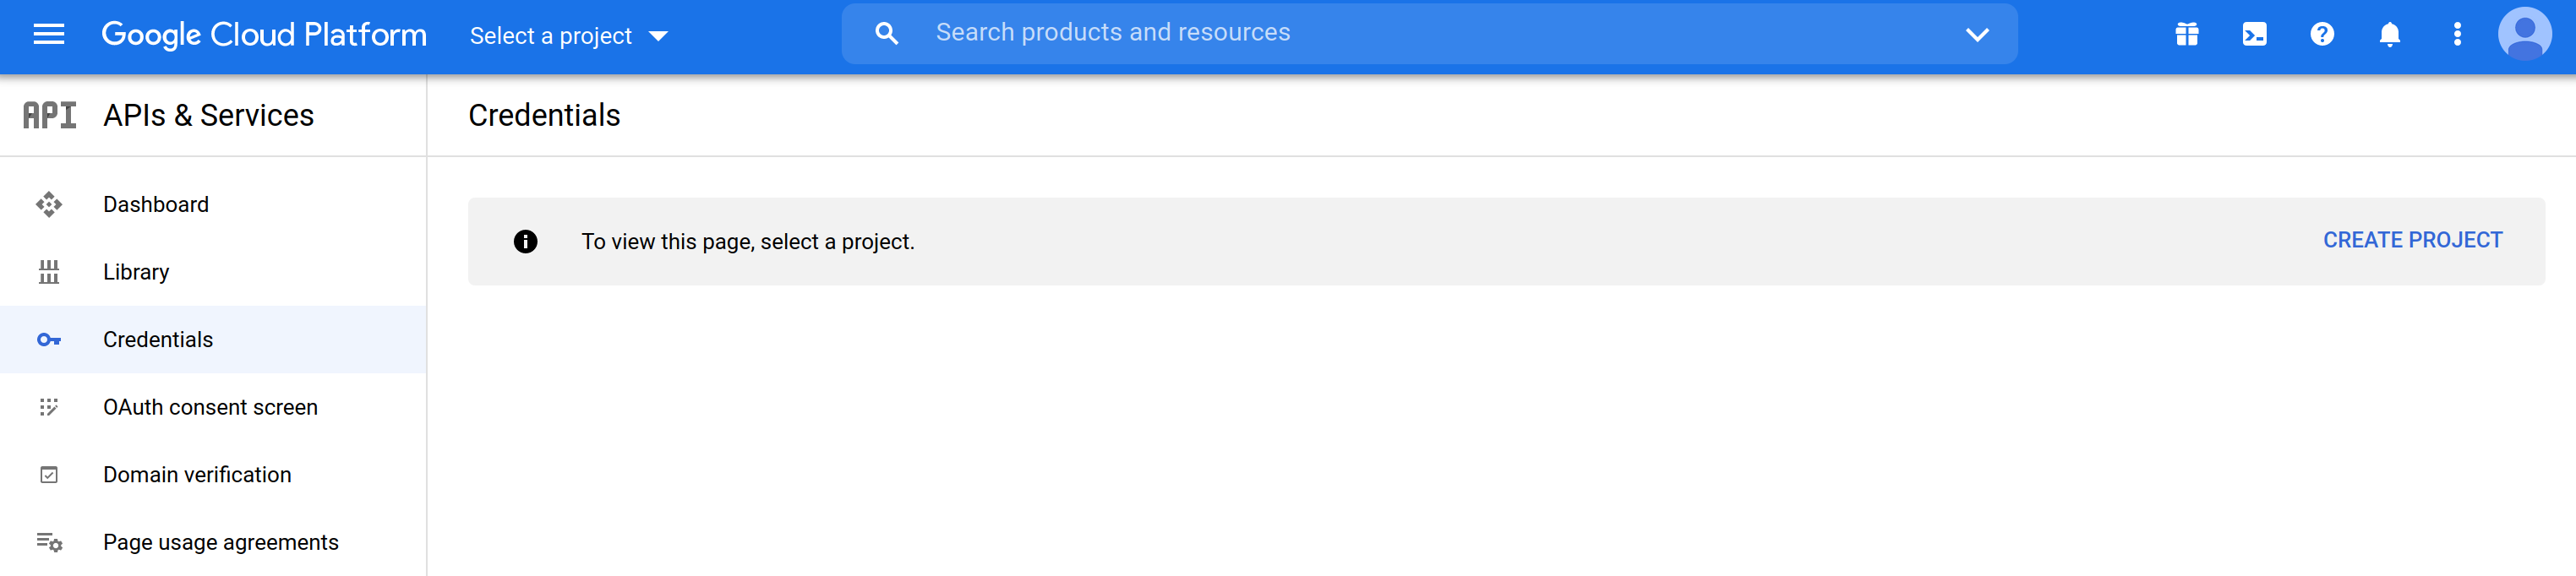 Google Cloud Platform
Select a project
Search products and resources
API
APIs & Services
Credentials
Dashboard
Library
Credentials
OAuth consent screen
Domain verification
Page usage agreements
To view this page, select a project.
CREATE PROJECT